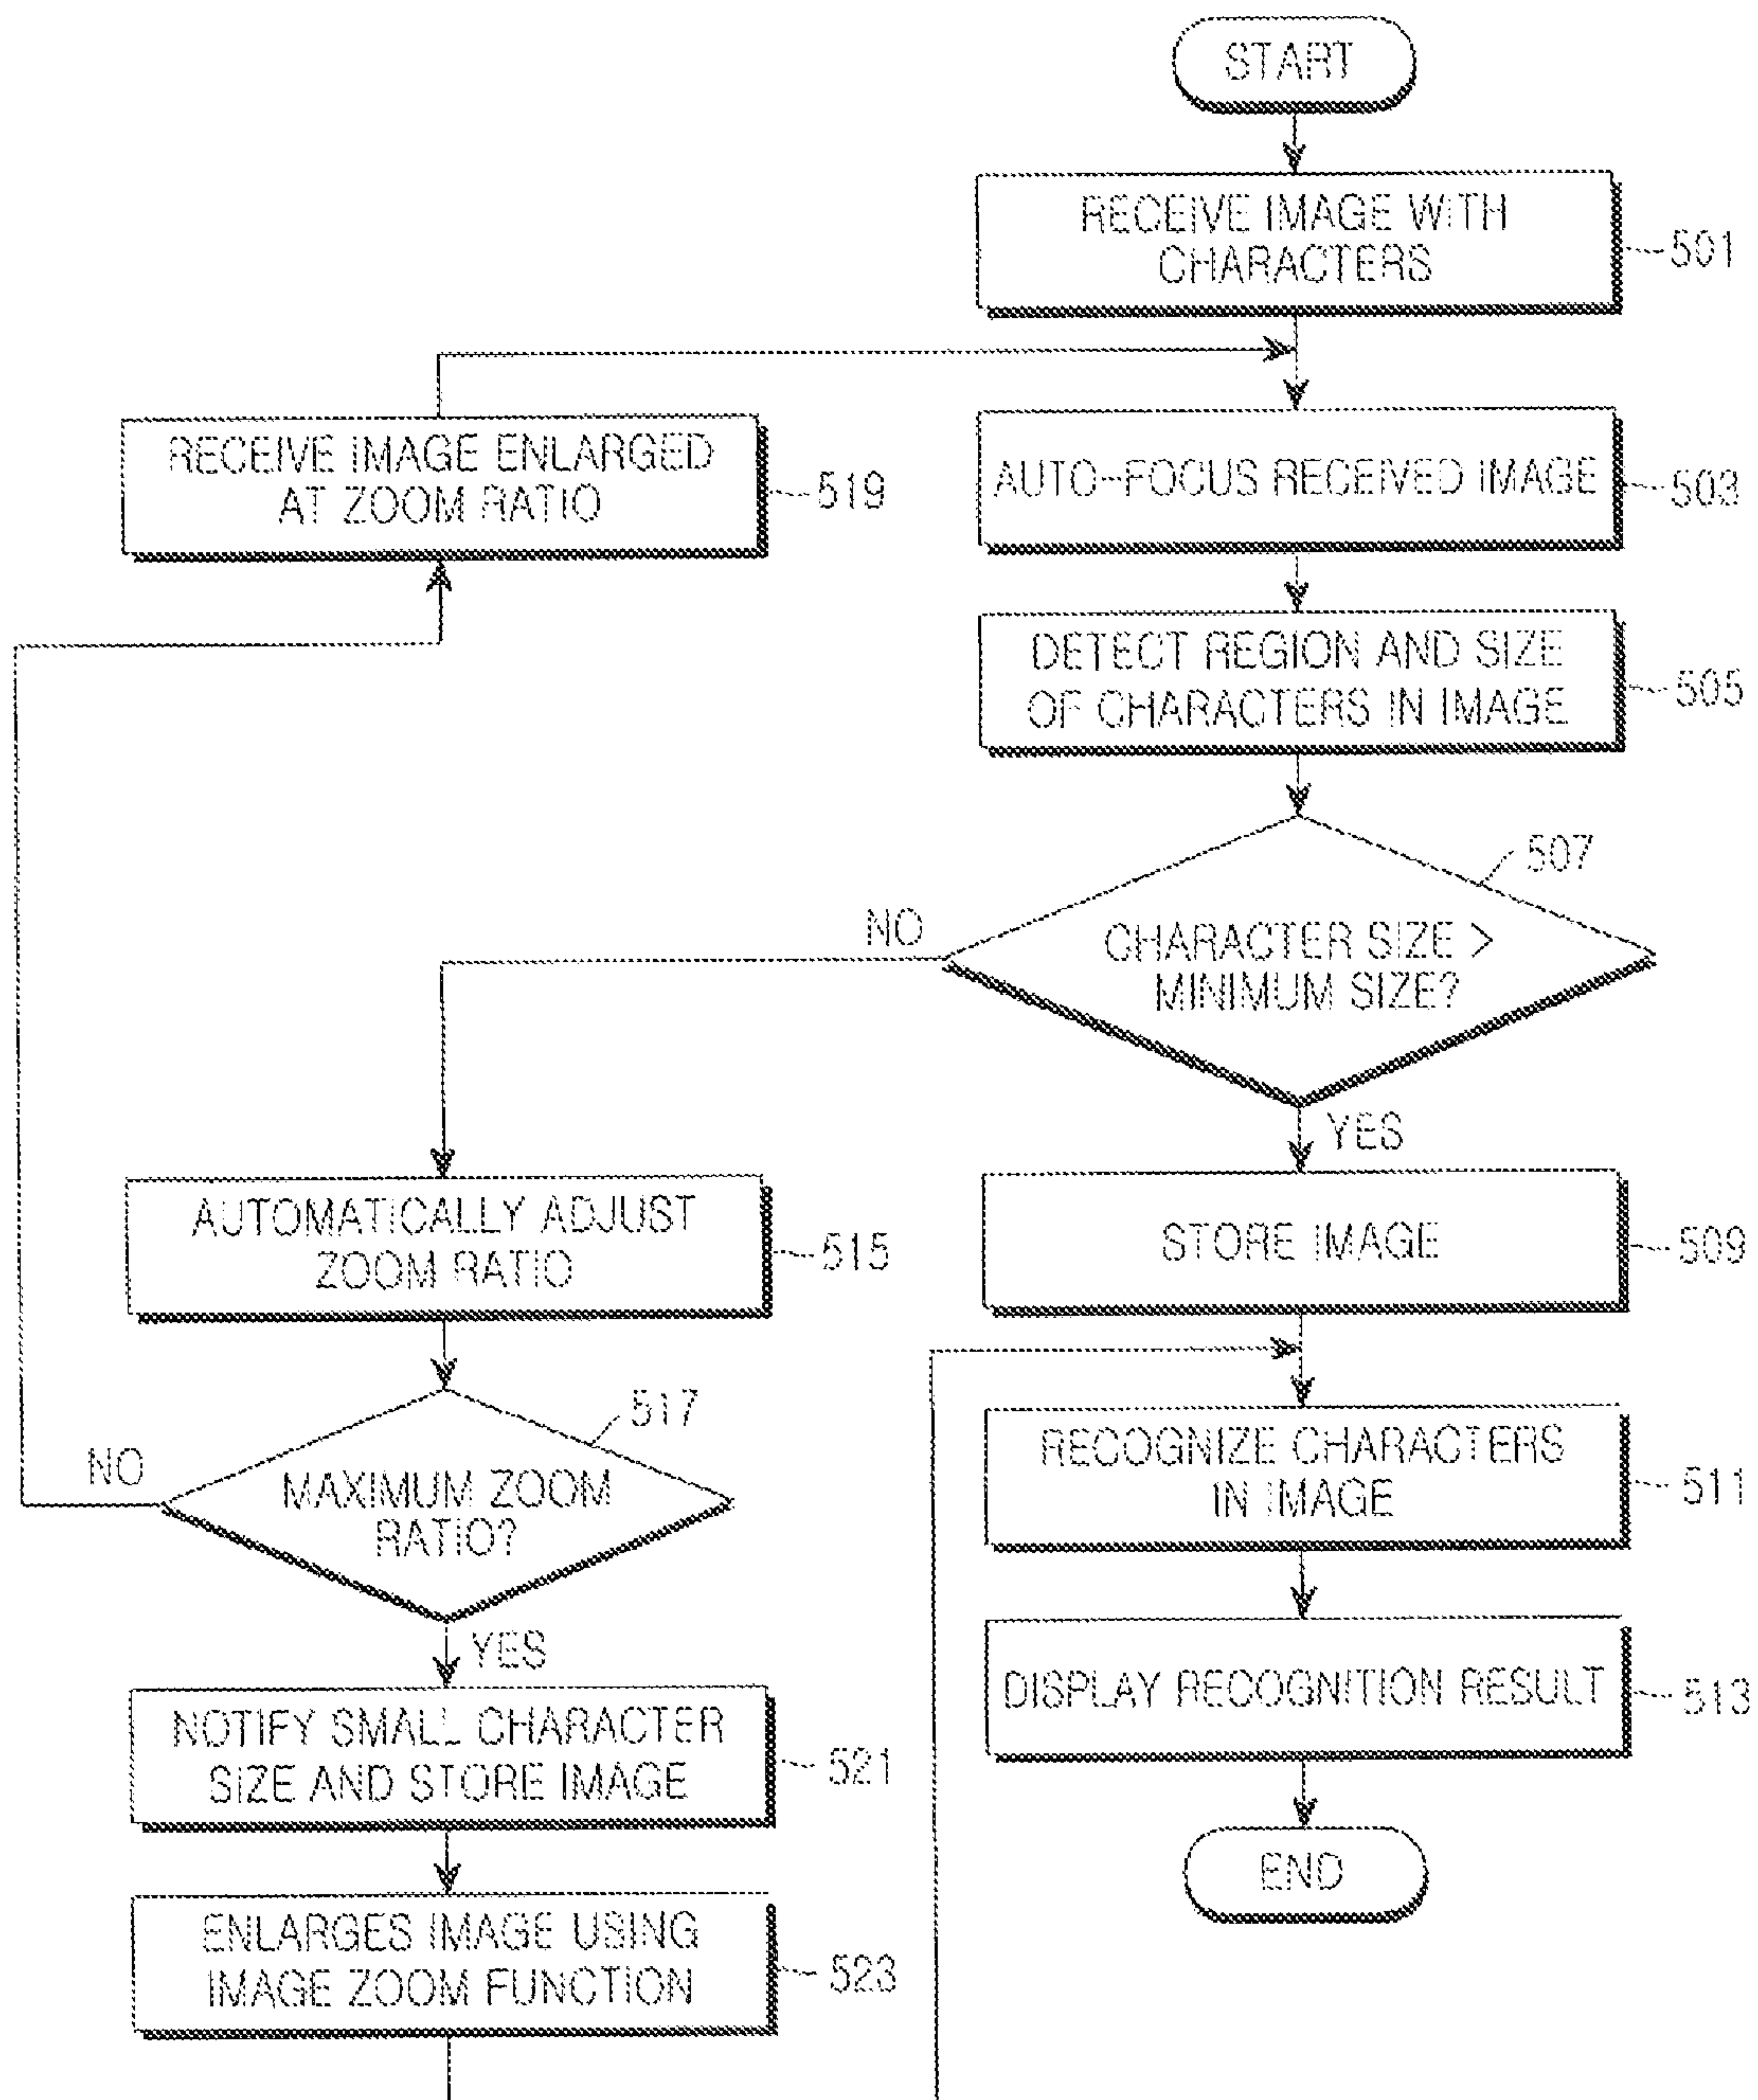 START
RECEIVE IMAGE WITH
CHARACTERS
501
RECEIVE IMAGE ENLARGED
AT ZOOM RATIO
519
AUTO-FOCUS RECEIVED IMAGE
503
DETECT REGION AND SIZE
OF CHARACTERS IN IMAGE
505
507
NO
CHARACTER SIZE >
MINIMUM SIZE?
YES
AUTOMATICALLY ADJUST
ZOOM RATIO
515
STORE IMAGE
509
517
NO
MAXIMUM ZOOM
RATIO?
YES
RECOGNIZE CHARACTERS
IN IMAGE
511
DISPLAY RECOGNITION RESULT
513
NOTIFY SMALL CHARACTER
SIZE AND STORE IMAGE
521
END
ENLARGES IMAGE USING
IMAGE ZOOM FUNCTION
523